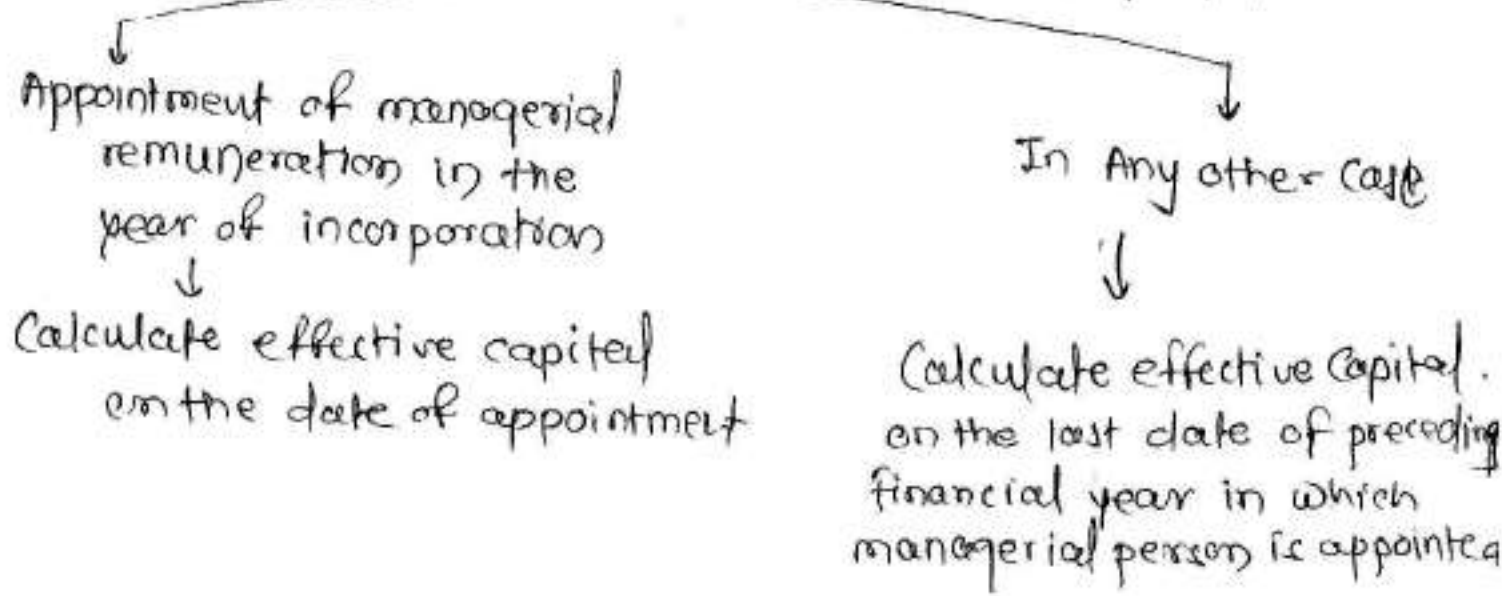 Appointment of managerial
remuneration in the
year of incorporation
Calculate effective capital
on the date of appointment
In Any other Case
Calculate effective Capital.
on the last date of preceding
financial year in which
managerial person is appointed